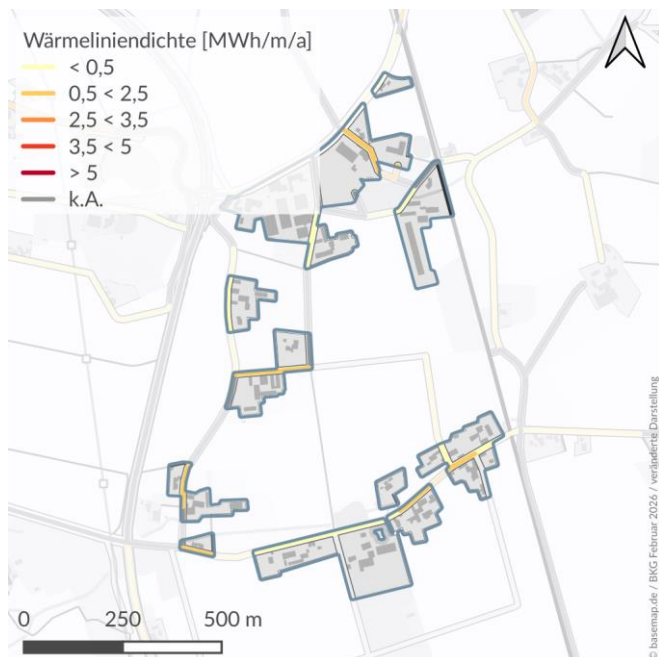 Wärmeliniendichte [MWh/m/a]
< 0,5
0,5 < 2,5
2,5 < 3,5
3,5 < 5
> 5
k.A.
0 250 500 m
© basemap.de / BKG Februar 2026 / veränderte Darstellung